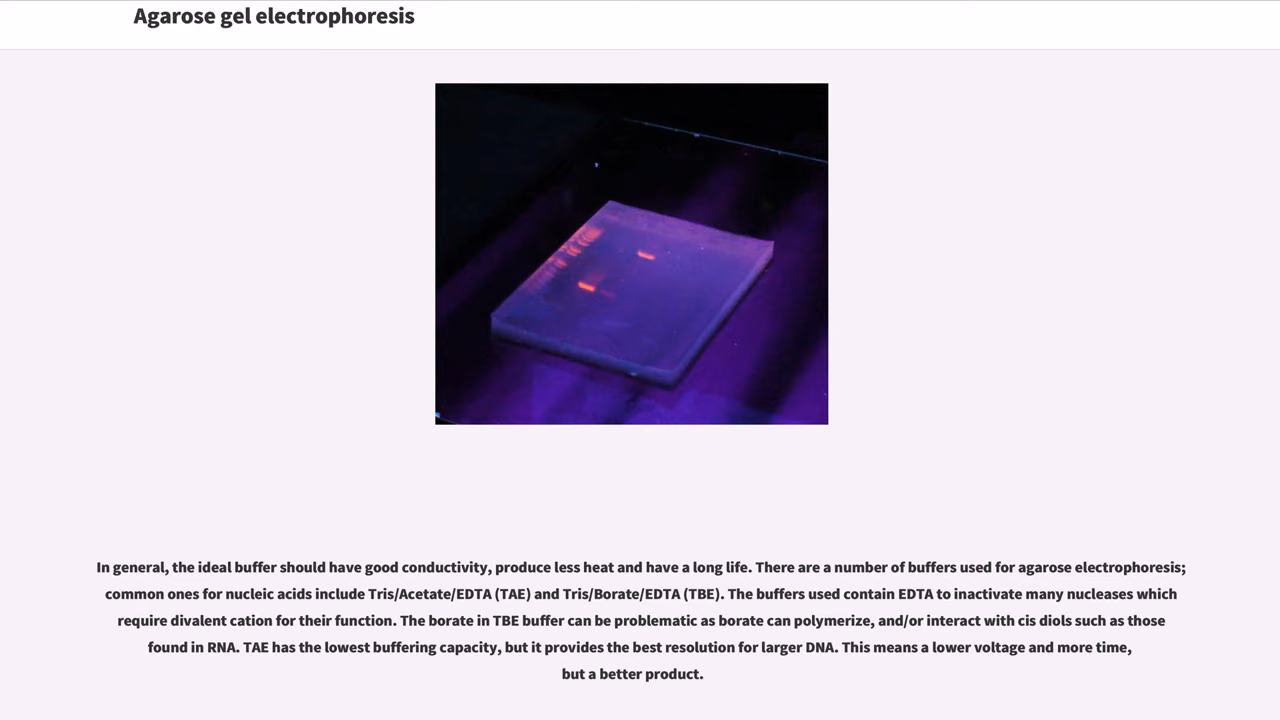 Agarose gel electrophoresis
In general, the ideal buffer should have good conductivity, produce less heat and have a long life. There are a number of buffers used for agarose electrophoresis;
common ones for nucleic acids include Tris/Acetate/EDTA (TAE) and Tris/Borate/EDTA (TBE). The buffers used contain EDTA to inactivate many nucleases which
require divalent cation for their function. The borate in TBE buffer can be problematic as borate can polymerize, and/or interact with cis diols such as those
found in RNA. TAE has the lowest buffering capacity, but it provides the best resolution for larger DNA. This means a lower voltage and more time,
but a better product.